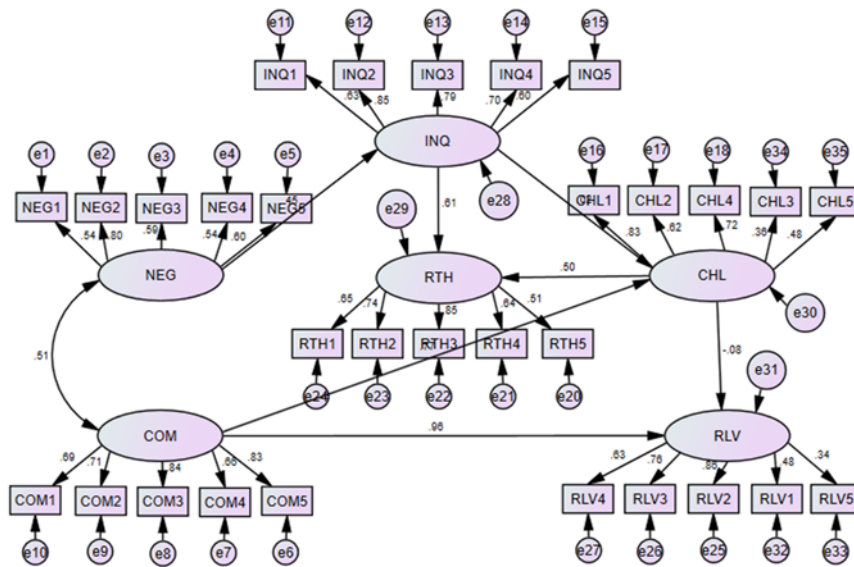 e11 e12 e13 e14 e15
INQ1 INQ2 INQ3 INQ4 INQ5
.63 .85 .79 .70 .60
e1 e2 e3 e4 e5
INQ
e16 e17 e18 e34 e35
NEG1 NEG2 NEG3 NEG4 NEG5
.45
e28
CHL1 CHL2 CHL4 CHL3 CHL5
.54 .80 .59 .54 .60
e29
.61
.83 .62 .72 .36 .48
NEG
RTH
.50
CHL
e30
.65 .74 .85 .64 .51
RTH1 RTH2 RTH3 RTH4 RTH5
.51
-.08
e31
e24 e23 e22 e21 e20
COM
.96
RLV
.69 .71 .84 .66 .83
.63 .76 .86 .48 .34
COM1 COM2 COM3 COM4 COM5
RLV4 RLV3 RLV2 RLV1 RLV5
e10 e9 e8 e7 e6
e27 e26 e25 e32 e33